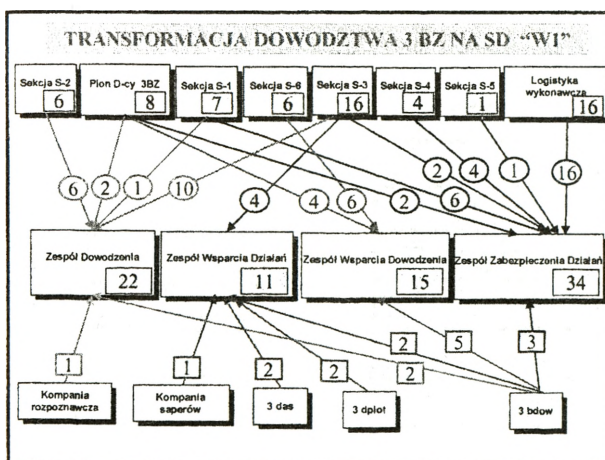 TRANSFORMACJA DOWODZTWA 3 BZ NA SD "W1"
Sekcja S-2
6
Pion D-cy 3BZ
8
Sekcja S-1
7
Sekcja S-6
6
Sekcja S-3
16
Sekcja S-4
4
Sekcja S-5
1
Logistyka
wykonawcza
16
6
2
1
10
4
4
6
2
6
2
4
1
16
Zespół Dowodzenia
22
Zespół Wsparcia Działań
11
Zespół Wsparcia Dowodzenia
15
Zespół Zabezpieczenia Działań
34
1
1
2
2
2
2
5
3
Kompania
rozpoznawcza
Kompania
saperów
3 das
3 dplot
3 bdow